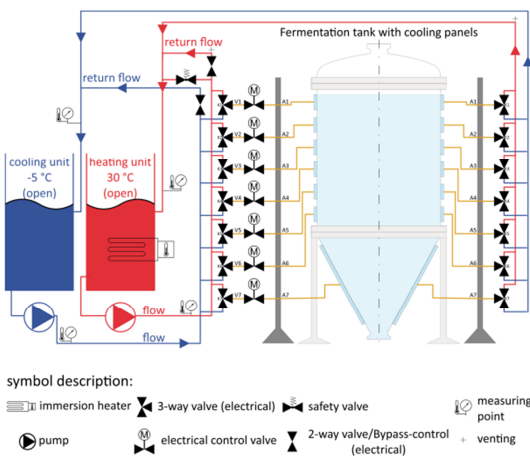 Fermentation tank with cooling panels
return flow
return flow
cooling unit
-5 °C
(open)
heating unit
30 °C
(open)
flow
flow
M
V1
A1
A1
M
V2
A2
A2
M
V3
A3
A3
M
V4
A4
A4
M
V5
A5
A5
M
V6
A6
A6
M
V7
A7
A7
symbol description:
immersion heater
3-way valve (electrical)
safety valve
measuring
point
pump
M
electrical control valve
2-way valve/Bypass-control
(electrical)
venting